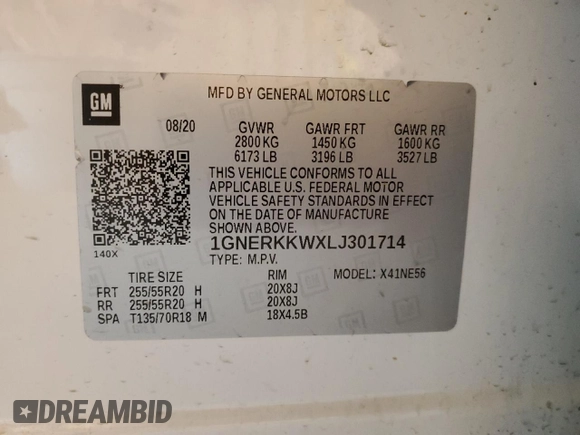 GM
MFD BY GENERAL MOTORS LLC
08/20 GVWR GAWR FRT GAWR RR
2800 KG 1450 KG 1600 KG
6173 LB 3196 LB 3527 LB
THIS VEHICLE CONFORMS TO ALL
APPLICABLE U.S. FEDERAL MOTOR
VEHICLE SAFETY STANDARDS IN EFFECT
ON THE DATE OF MANUFACTURE
SHOWN ABOVE.
140X
1GNERKKWXLJ301714
TYPE: M.P.V. MODEL: X41NE56
TIRE SIZE RIM
FRT 255/55R20 H 20X8J
RR 255/55R20 H 20X8J
SPA T135/70R18 M 18X4.5B
DREAMBID